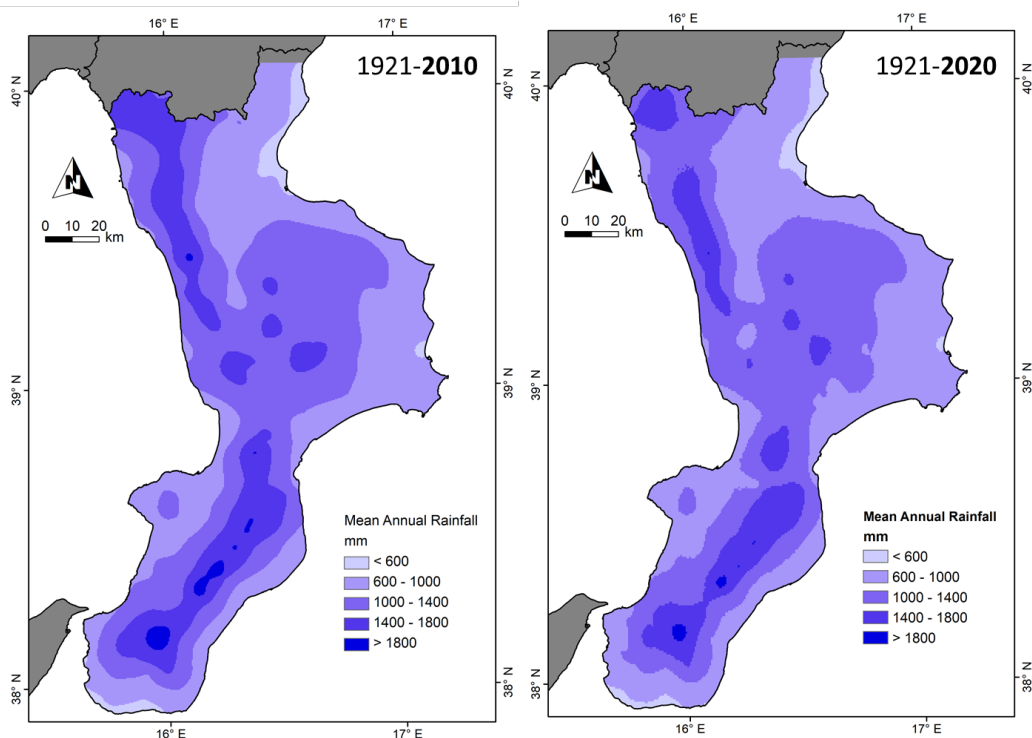 16° E
17° E
1921-2010
40° N
40° N
N
0 10 20
km
39° N
39° N
Mean Annual Rainfall
mm
< 600
600 - 1000
1000 - 1400
1400 - 1800
> 1800
38° N
38° N
16° E
17° E
16° E
17° E
1921-2020
40° N
40° N
N
0 10 20
km
39° N
39° N
Mean Annual Rainfall
mm
< 600
600 - 1000
1000 - 1400
1400 - 1800
> 1800
38° N
38° N
16° E
17° E